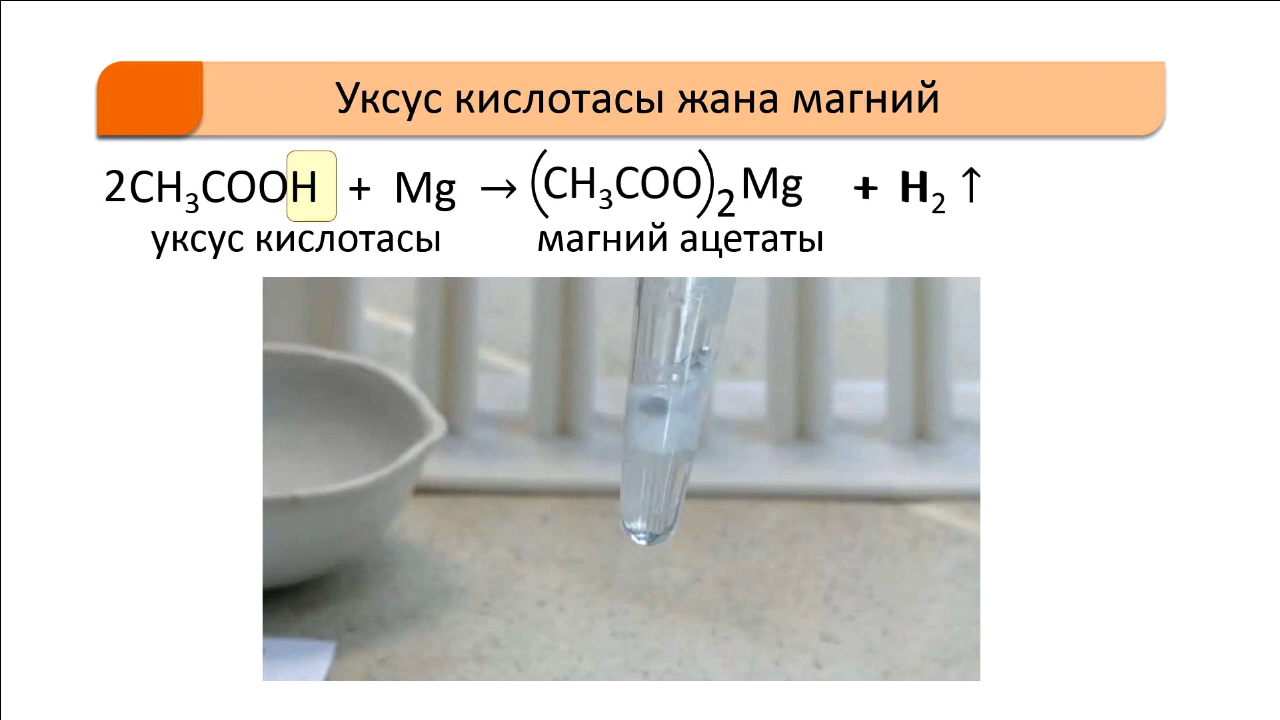 Уксус кислотасы жана магний
2CH₃COOH + Mg → (CH₃COO)₂Mg + H₂ ↑
уксус кислотасы магний ацетаты